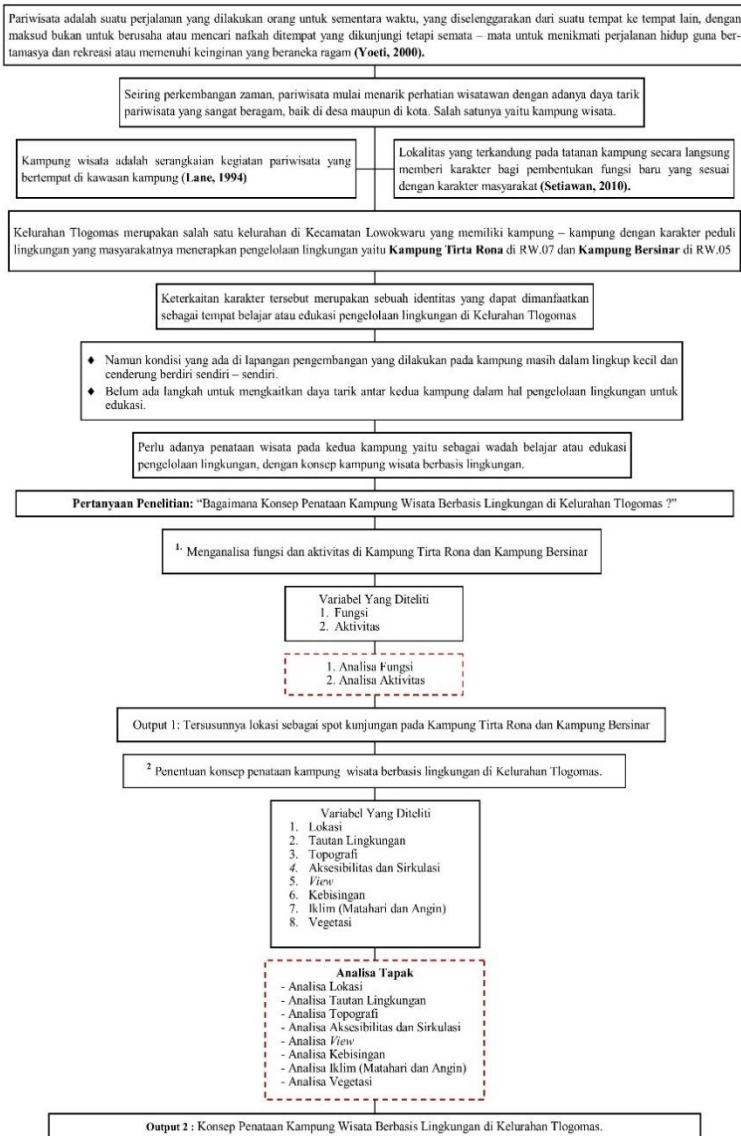 Pariwisata adalah suatu perjalanan yang dilakukan orang untuk sementara waktu, yang diselenggarakan dari suatu tempat ke tempat lain, dengan
maksud bukan untuk berusaha atau mencari nafkah ditempat yang dikunjungi tetapi semata – mata untuk menikmati perjalanan hidup guna ber-
tamasya dan rekreasi atau memenuhi keinginan yang beraneka ragam (Yoeti, 2000).
Seiring perkembangan zaman, pariwisata mulai menarik perhatian wisatawan dengan adanya daya tarik
pariwisata yang sangat beragam, baik di desa maupun di kota. Salah satunya yaitu kampung wisata.
Kampung wisata adalah serangkaian kegiatan pariwisata yang
bertempat di kawasan kampung (Lane, 1994)
Lokalitas yang terkandung pada tatanan kampung secara langsung
memberi karakter bagi pembentukan fungsi baru yang sesuai
dengan karakter masyarakat (Setiawan, 2010).
Kelurahan Tlogomas merupakan salah satu kelurahan di Kecamatan Lowokwaru yang memiliki kampung – kampung dengan karakter peduli
lingkungan yang masyarakatnya menerapkan pengelolaan lingkungan yaitu Kampung Tirta Rona di RW.07 dan Kampung Bersinar di RW.05
Keterkaitan karakter tersebut merupakan sebuah identitas yang dapat dimanfaatkan
sebagai tempat belajar atau edukasi pengelolaan lingkungan di Kelurahan Tlogomas
♦ Namun kondisi yang ada di lapangan pengembangan yang dilakukan pada kampung masih dalam lingkup kecil dan
cenderung berdiri sendiri – sendiri.
♦ Belum ada langkah untuk mengkaitkan daya tarik antar kedua kampung dalam hal pengelolaan lingkungan untuk
edukasi.
Perlu adanya penataan wisata pada kedua kampung yaitu sebagai wadah belajar atau edukasi
pengelolaan lingkungan, dengan konsep kampung wisata berbasis lingkungan.
Pertanyaan Penelitian: “Bagaimana Konsep Penataan Kampung Wisata Berbasis Lingkungan di Kelurahan Tlogomas ?”
1. Menganalisa fungsi dan aktivitas di Kampung Tirta Rona dan Kampung Bersinar
Variabel Yang Diteliti
1. Fungsi
2. Aktivitas
1. Analisa Fungsi
2. Analisa Aktivitas
Output 1: Tersusunnya lokasi sebagai spot kunjungan pada Kampung Tirta Rona dan Kampung Bersinar
2 Penentuan konsep penataan kampung wisata berbasis lingkungan di Kelurahan Tlogomas.
Variabel Yang Diteliti
1. Lokasi
2. Tautan Lingkungan
3. Topografi
4. Aksesibilitas dan Sirkulasi
5. View
6. Kebisingan
7. Iklim (Matahari dan Angin)
8. Vegetasi
Analisa Tapak
- Analisa Lokasi
- Analisa Tautan Lingkungan
- Analisa Topografi
- Analisa Aksesibilitas dan Sirkulasi
- Analisa View
- Analisa Kebisingan
- Analisa Iklim (Matahari dan Angin)
- Analisa Vegetasi
Output 2 : Konsep Penataan Kampung Wisata Berbasis Lingkungan di Kelurahan Tlogomas.